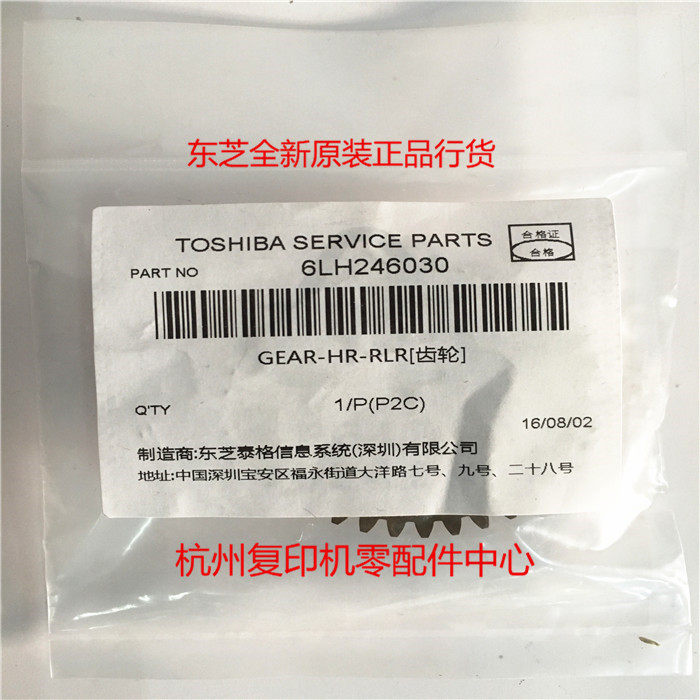 东芝全新原装正品行货
TOSHIBA SERVICE PARTS
合格证
合格
PART NO 6LH246030
GEAR-HR-RLR[齿轮]
Q'TY 1/P(P2C)
16/08/02
制造商:东芝泰格信息系统(深圳)有限公司
地址:中国深圳宝安区福永街道大洋路七号、九号、二十八号
杭州复印机零配件中心